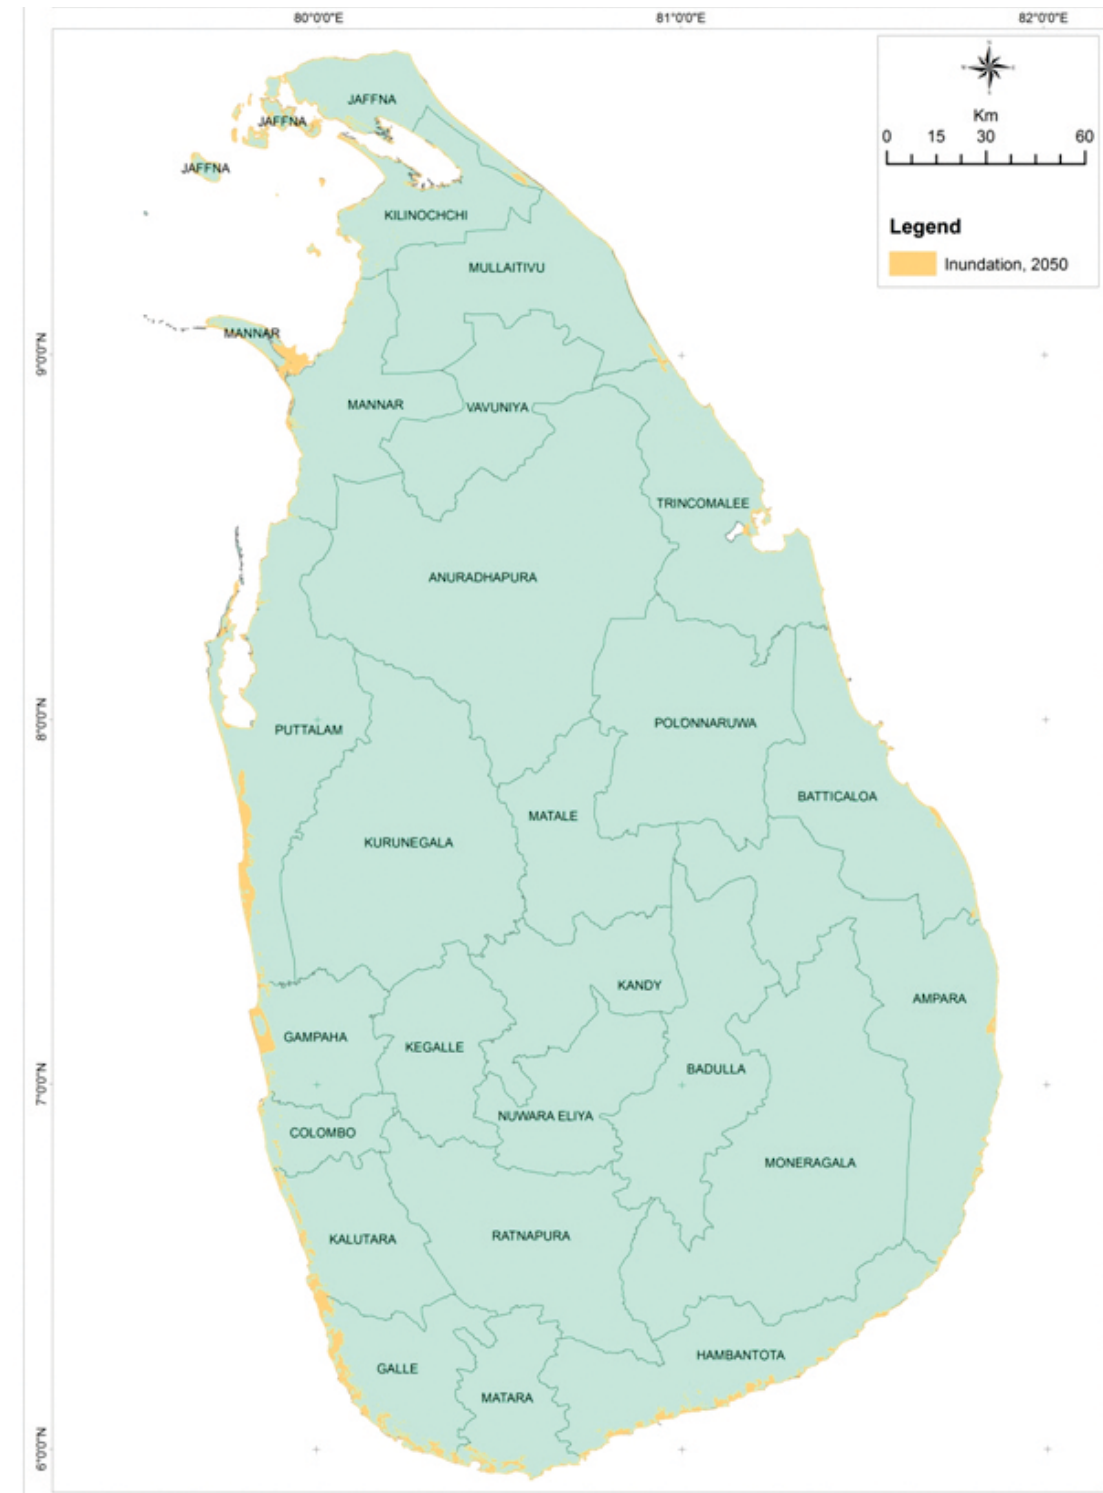 80°0'0"E 81°0'0"E 82°0'0"E
N
W E
S
Km
0 15 30 60
Legend
Inundation, 2050
JAFFNA
JAFFNA
JAFFNA
KILINOCHCHI
MULLAITIVU
MANNAR
9°0'0"N
MANNAR
VAVUNIYA
TRINCOMALEE
ANURADHAPURA
8°0'0"N
PUTTALAM
POLONNARUWA
BATTICALOA
MATALE
KURUNEGALA
KANDY
AMPARA
GAMPAHA
KEGALLE
BADULLA
7°0'0"N
NUWARA ELIYA
COLOMBO
MONERAGALA
RATNAPURA
KALUTARA
HAMBANTOTA
GALLE
MATARA
6°0'0"N